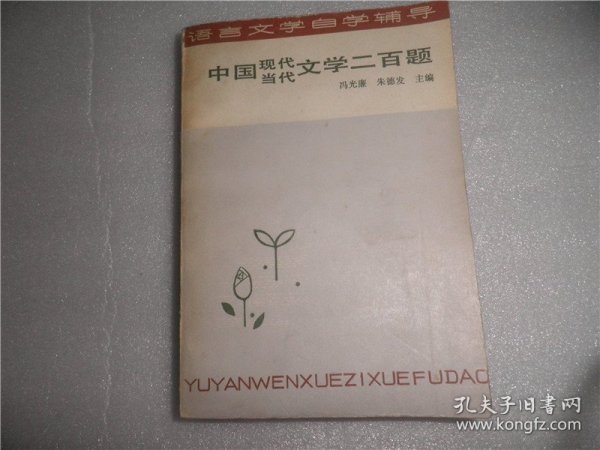 语言文学自学辅导
中国现代当代文学二百题
冯光廉 朱德发 主编
YUYANWENXUEZIXUEFUDAO
孔夫子旧书网
www.kongfz.com